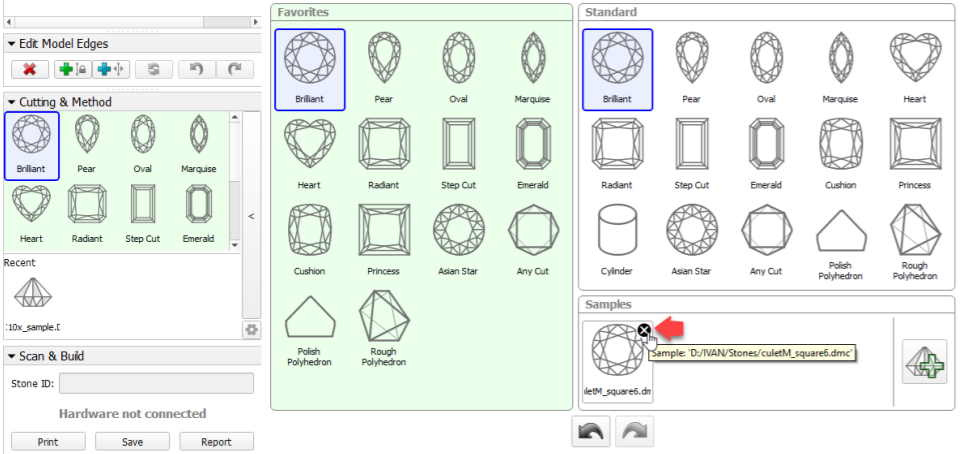 Edit Model Edges
Cutting & Method
Brilliant
Pear
Oval
Marquise
Heart
Radiant
Step Cut
Emerald
<
Recent
10x_sample.D
Scan & Build
Stone ID:
Hardware not connected
Print
Save
Report
Favorites
Brilliant
Pear
Oval
Marquise
Heart
Radiant
Step Cut
Emerald
Cushion
Princess
Asian Star
Any Cut
Polish
Polyhedron
Rough
Polyhedron
Standard
Brilliant
Pear
Oval
Marquise
Heart
Radiant
Step Cut
Emerald
Cushion
Princess
Cylinder
Asian Star
Any Cut
Polish
Polyhedron
Rough
Polyhedron
Samples
Sample: 'D:/IVAN/Stones/culetM_square6.dmc'
letM_square6.dm